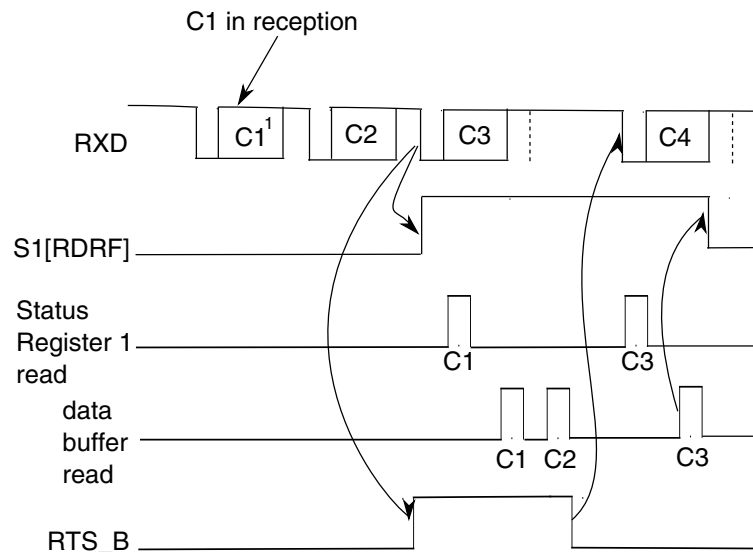 C1 in reception
RXD
C1¹
C2
C3
C4
S1[RDRF]
Status
Register 1
read
C1
C3
data
buffer
read
C1
C2
C3
RTS_B